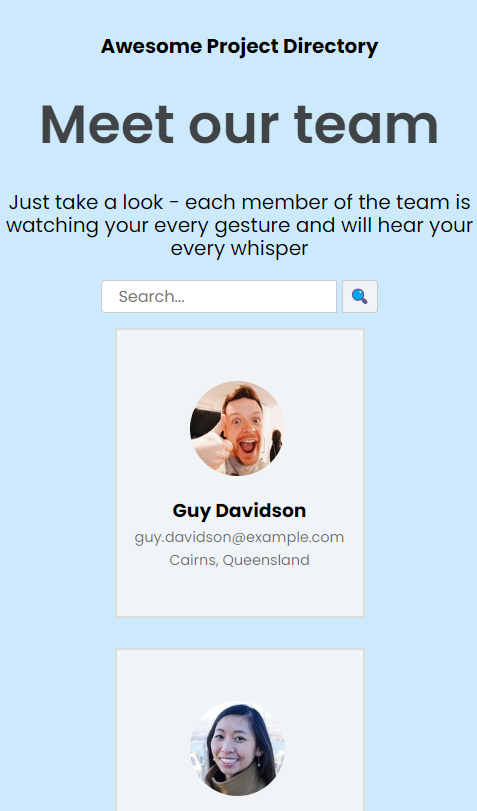 Awesome Project Directory
Meet our team
Just take a look - each member of the team is
watching your every gesture and will hear your
every whisper
Search...
Guy Davidson
guy.davidson@example.com
Cairns, Queensland